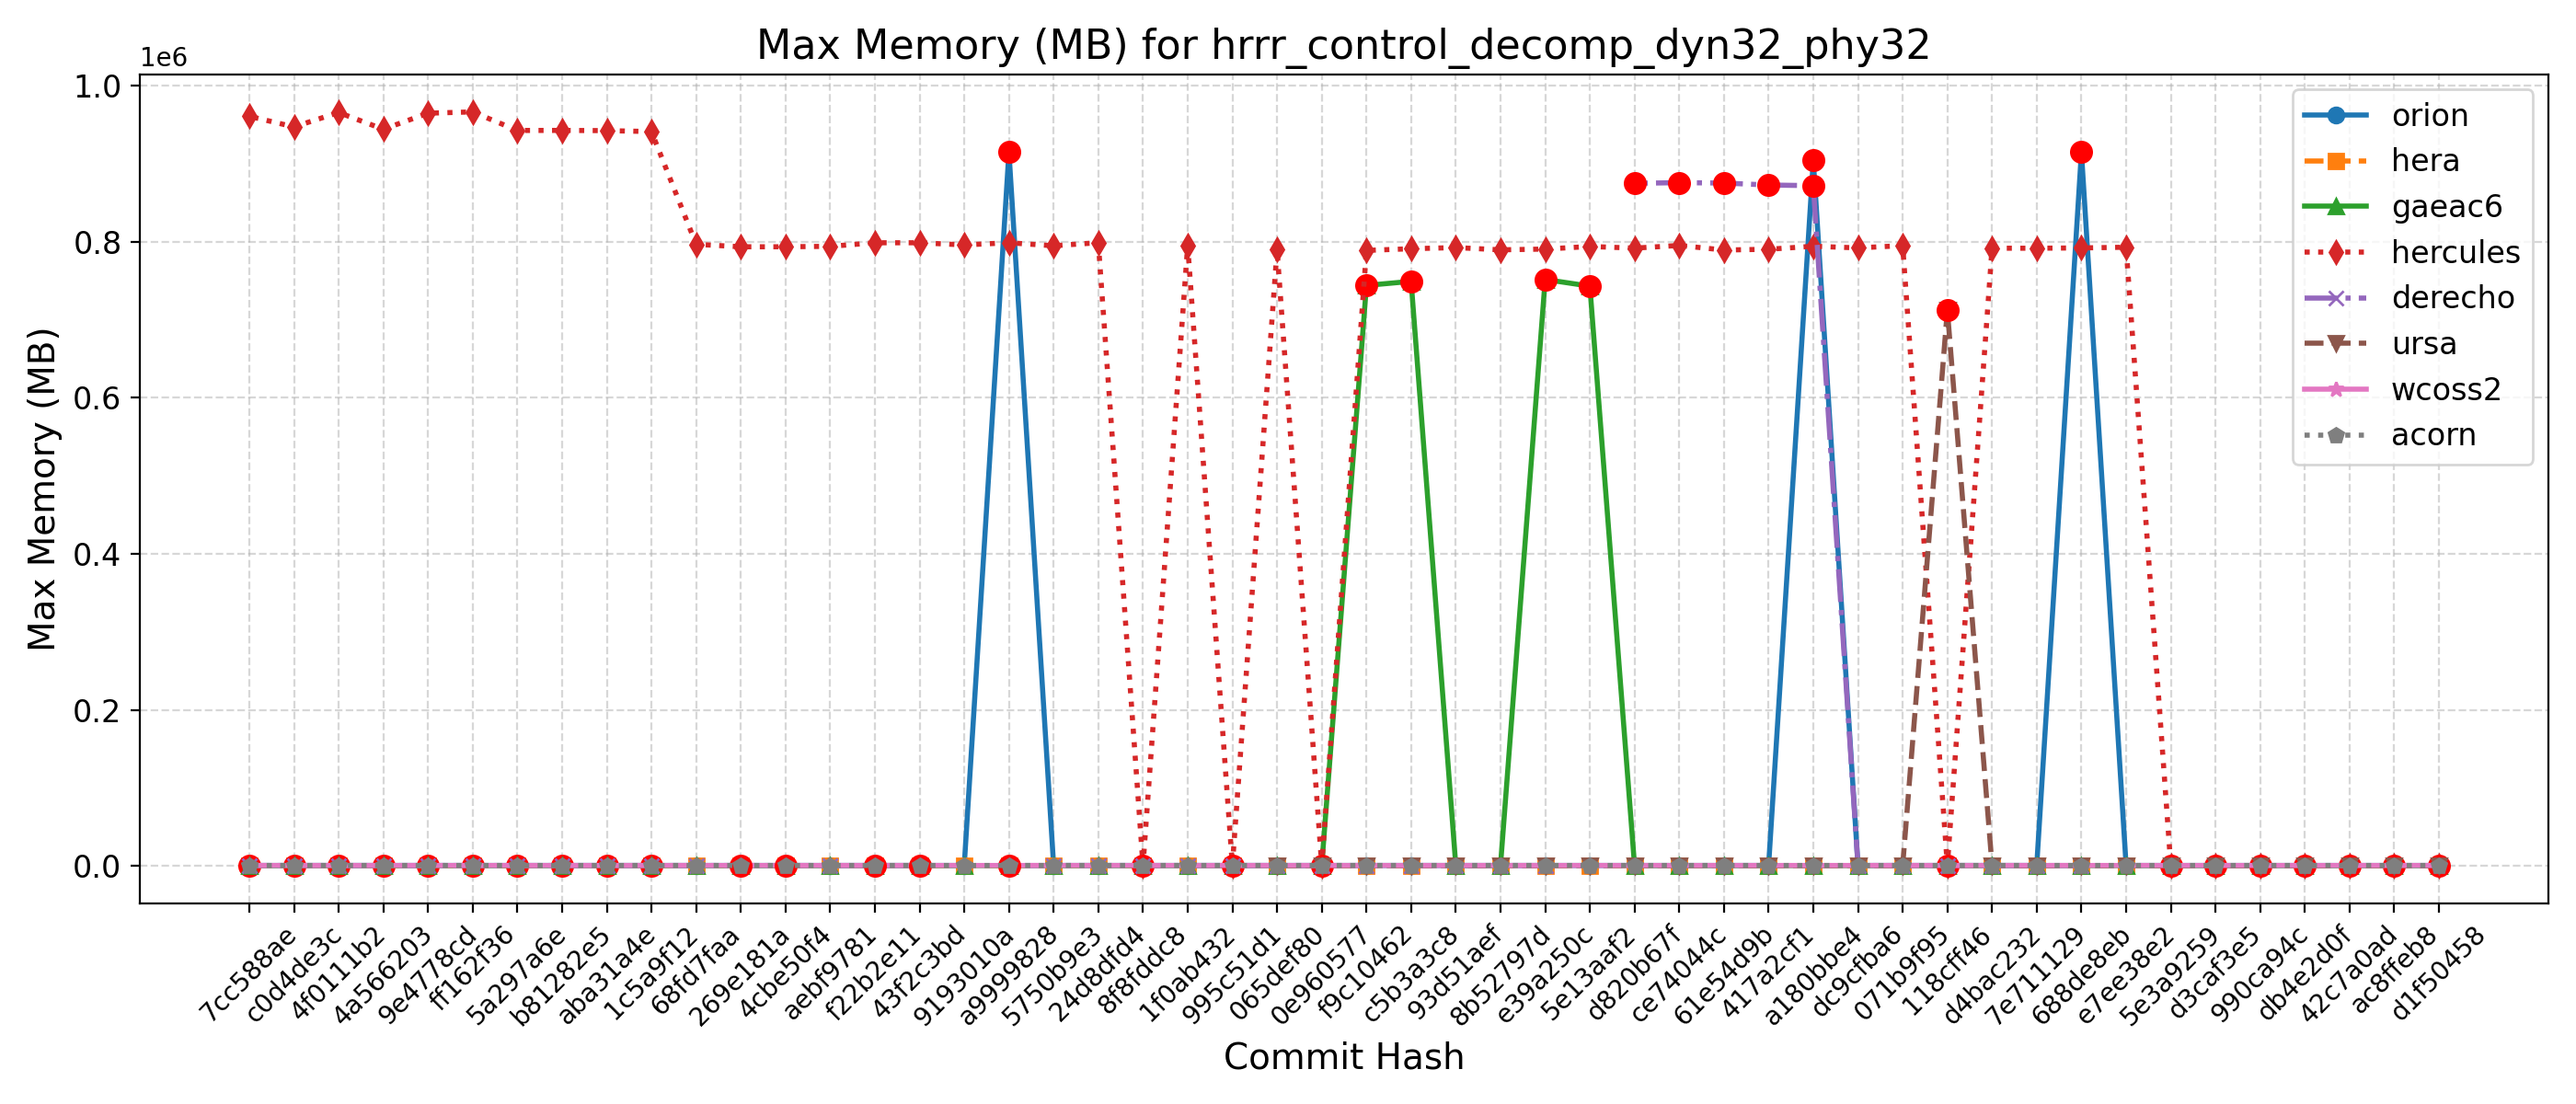 Max Memory (MB) for hrrr_control_decomp_dyn32_phy32
1e6
1.0
0.8
0.6
0.4
0.2
0.0
Max Memory (MB)
orion
hera
gaeac6
hercules
derecho
ursa
wcoss2
acorn
7cc588ae
c0d4de3c
4f0111b2
4a566203
9e4778cd
ff162f36
5a297a6e
b81282e5
aba31a4e
1c5a9f12
68fd7faa
269e181a
4cbe50f4
aebf9781
f22b2e11
43f2c3bd
9193010a
a9999828
5750b9e3
24d8dfd4
8f8fddc8
1f0ab432
995c51d1
065def80
0e960577
f9c10462
c5b3a3c8
93d51aef
8b52797d
e39a250c
5e13aaf2
d820b67f
ce74044c
61e54d9b
417a2cf1
a180bbe4
dc9cfba6
071b9f95
118cff46
d4bac232
7e711129
688de8eb
e7ee38e2
5e3a9259
d3caf3e5
990ca94c
db4e2d0f
42c7a0ad
ac8ffeb8
d1f50458
Commit Hash